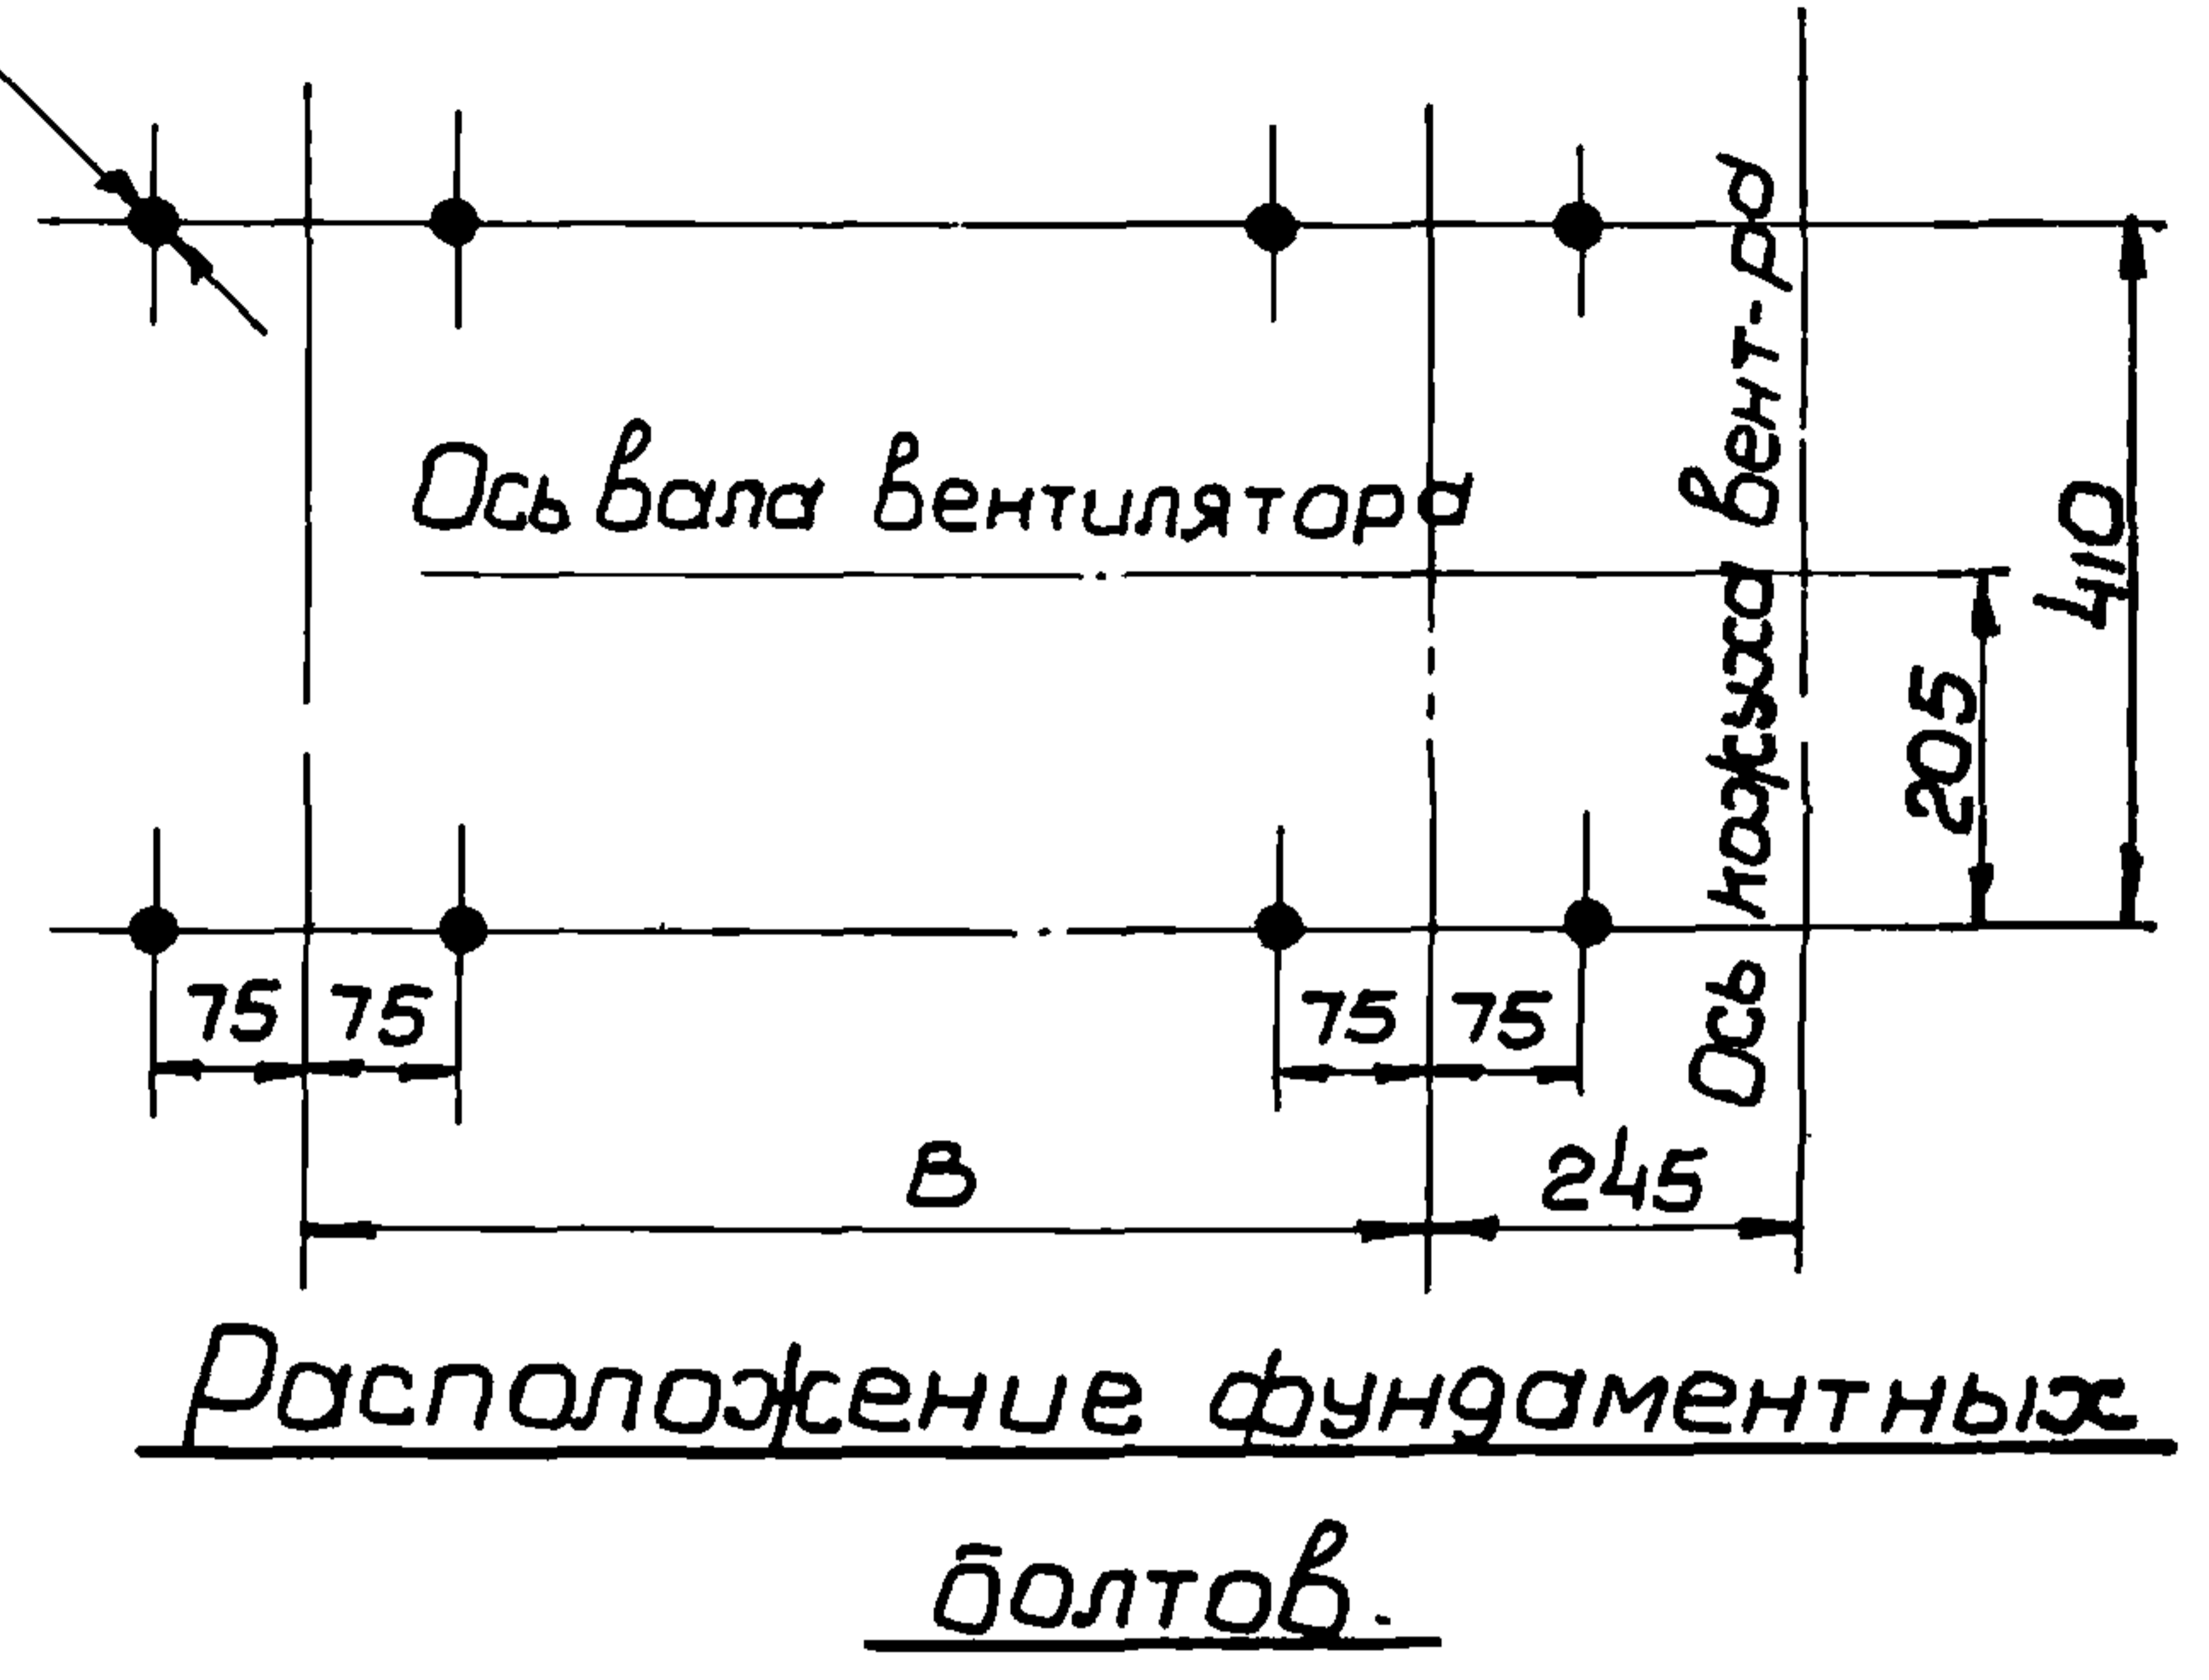 Ось вала вентилятора
Ось кожуха вент-ра
410
205
75 75
75 75
В
245
Расположение фундаментных
болтов.